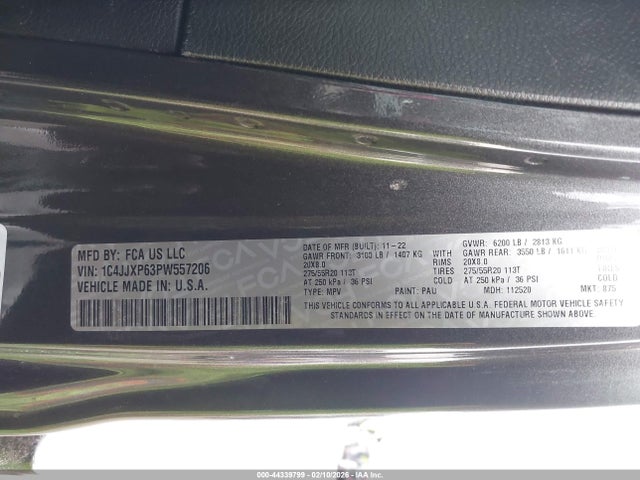 MFD BY: FCA US LLC
VIN: 1C4JJXP63PW557206
VEHICLE MADE IN: U.S.A.
DATE OF MFR (BUILT): 11-22
GAWR FRONT: 3100 LB / 1407 KG
20X8.0
275/55R20 113T
AT 250 kPa / 36 PSI
TYPE: MPV
PAINT: PAU
RIMS
TIRES
COLD
GVWR: 6200 LB / 2813 KG
GAWR REAR: 3550 LB / 1611 KG
20X8.0
275/55R20 113T
AT 250 kPa / 36 PSI
MDH: 112520
RIMS
TIRES
COLD
MKT: 875
THIS VEHICLE CONFORMS TO ALL APPLICABLE U.S.A. FEDERAL MOTOR VEHICLE SAFETY
STANDARDS IN EFFECT ON THE DATE OF MANUFACTURE SHOWN ABOVE.
000-44339799 - 02/10/2026 - IAAI, Inc.